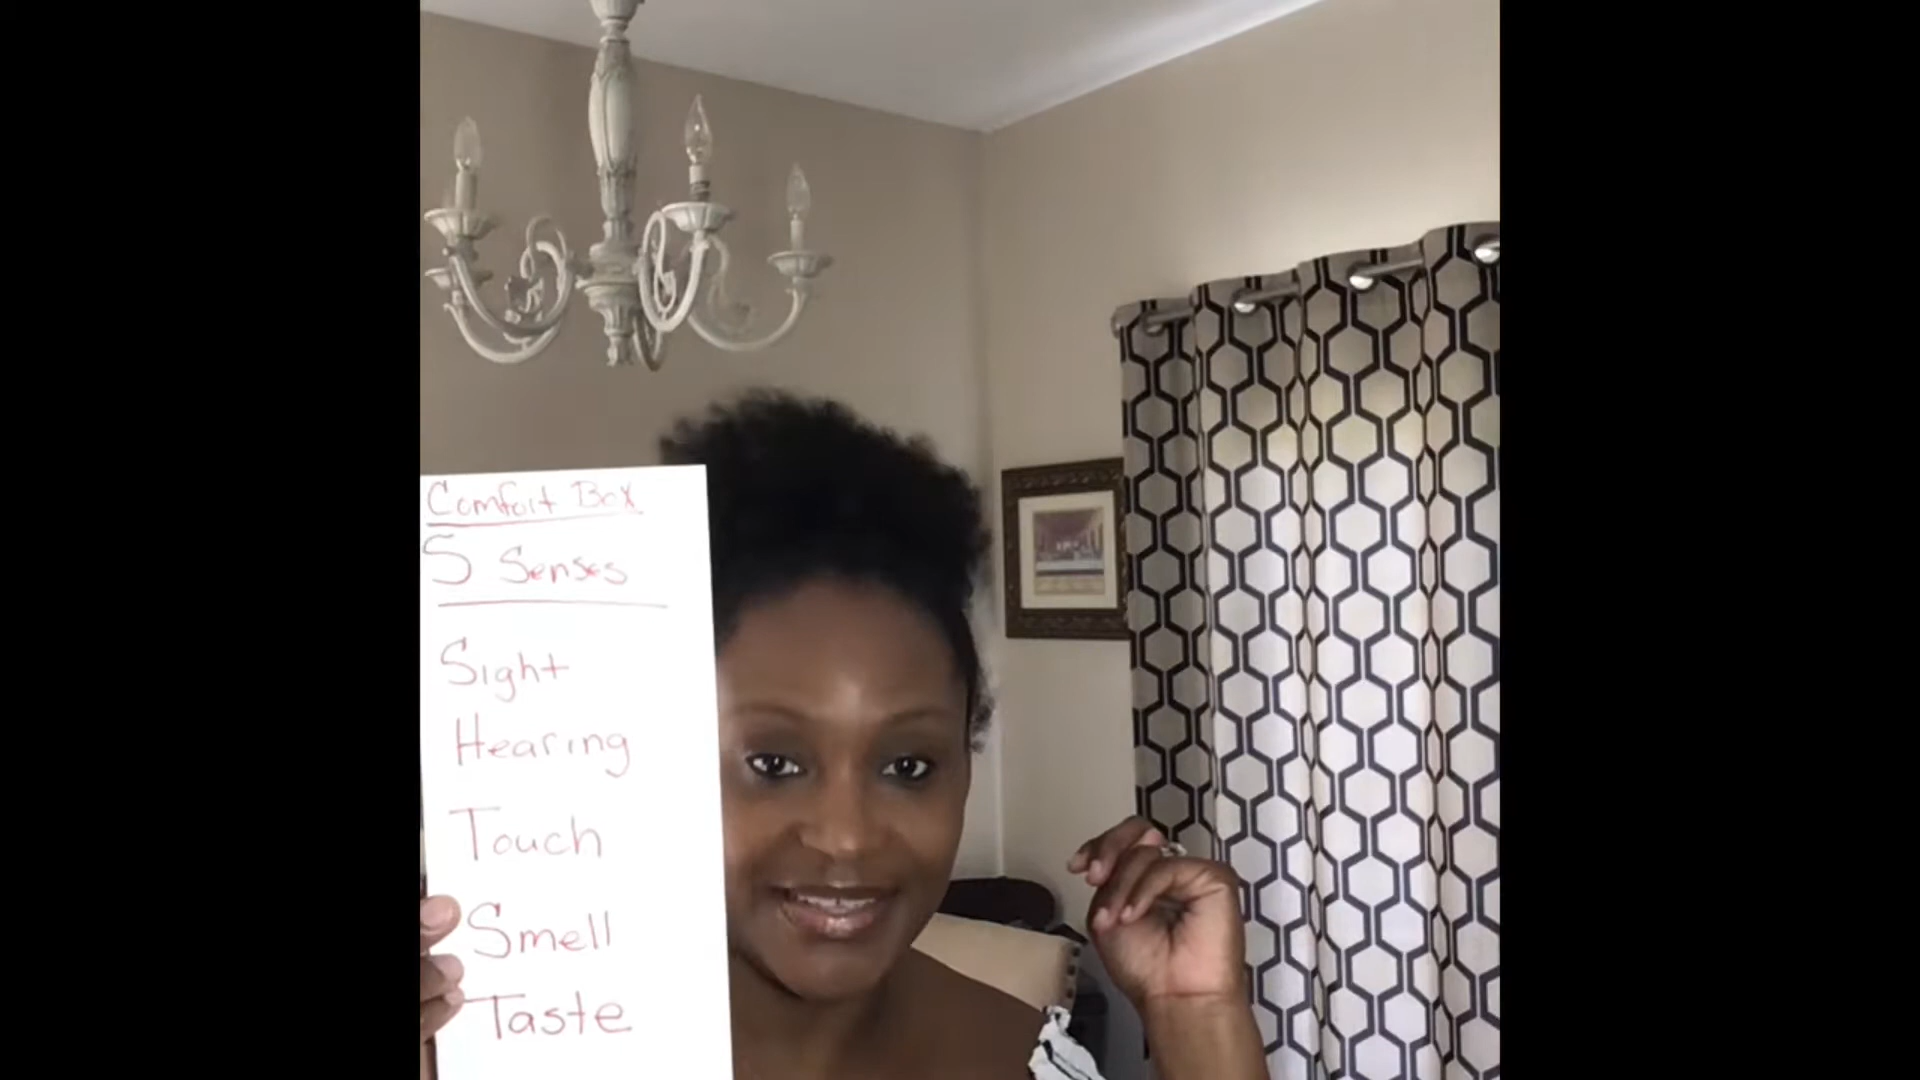 Comfort Box
5 Senses
Sight
Hearing
Touch
Smell
Taste